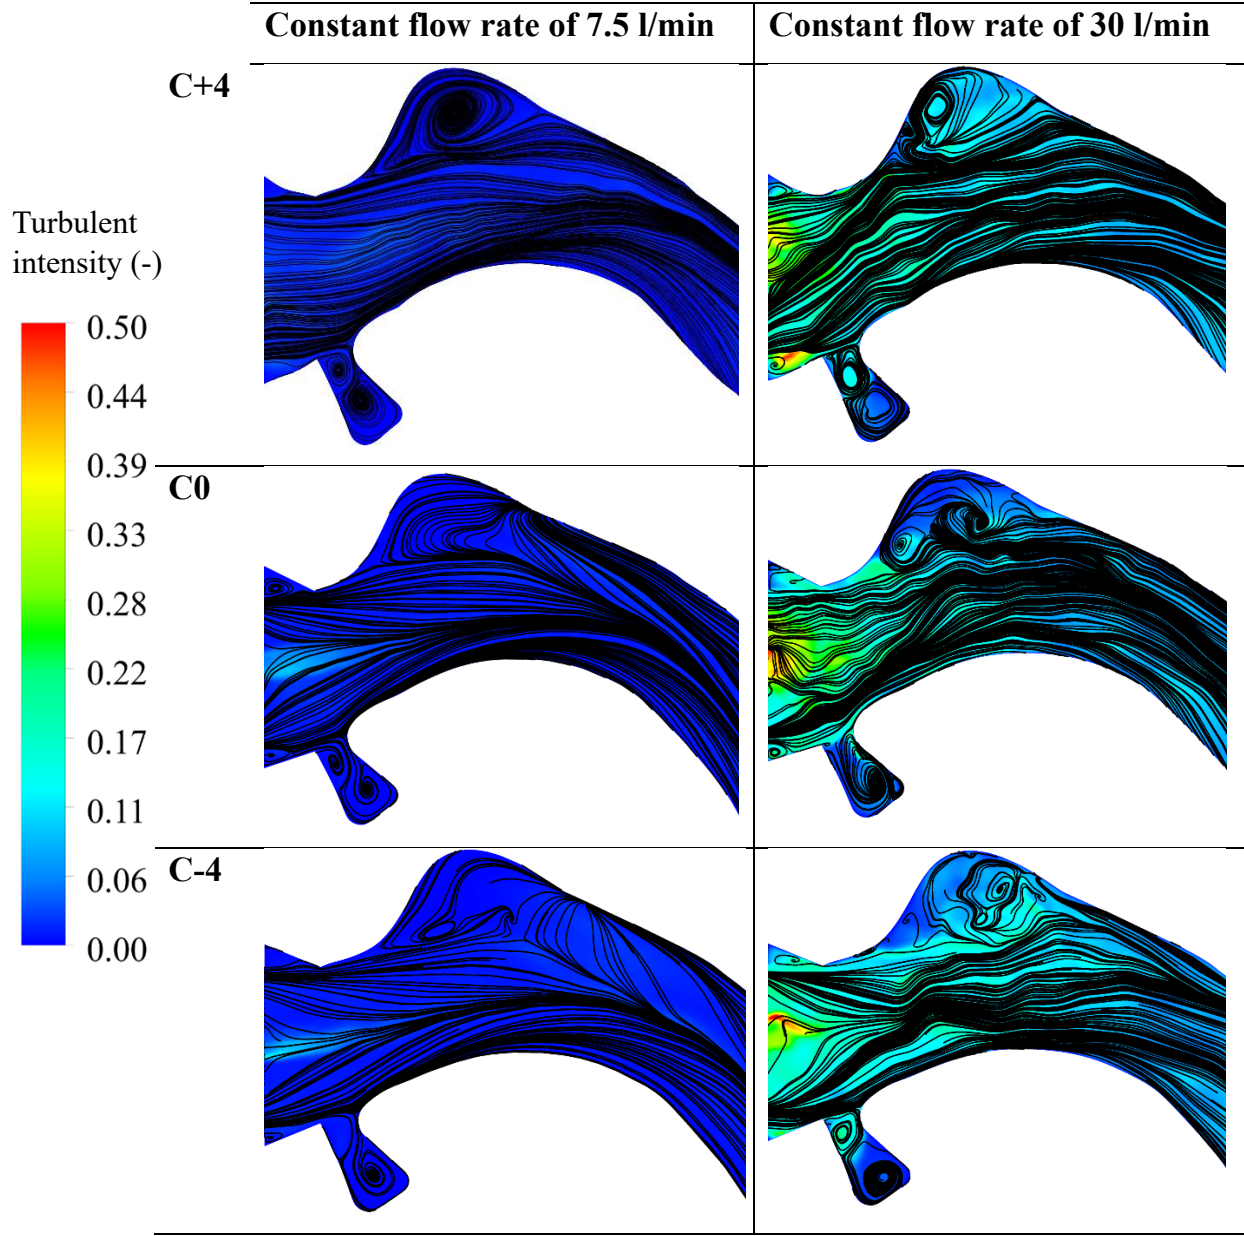 Constant flow rate of 7.5 l/min
Constant flow rate of 30 l/min
C+4
Turbulent
intensity (-)
0.50
0.44
0.39
0.33
0.28
0.22
0.17
0.11
0.06
0.00
C0
C-4